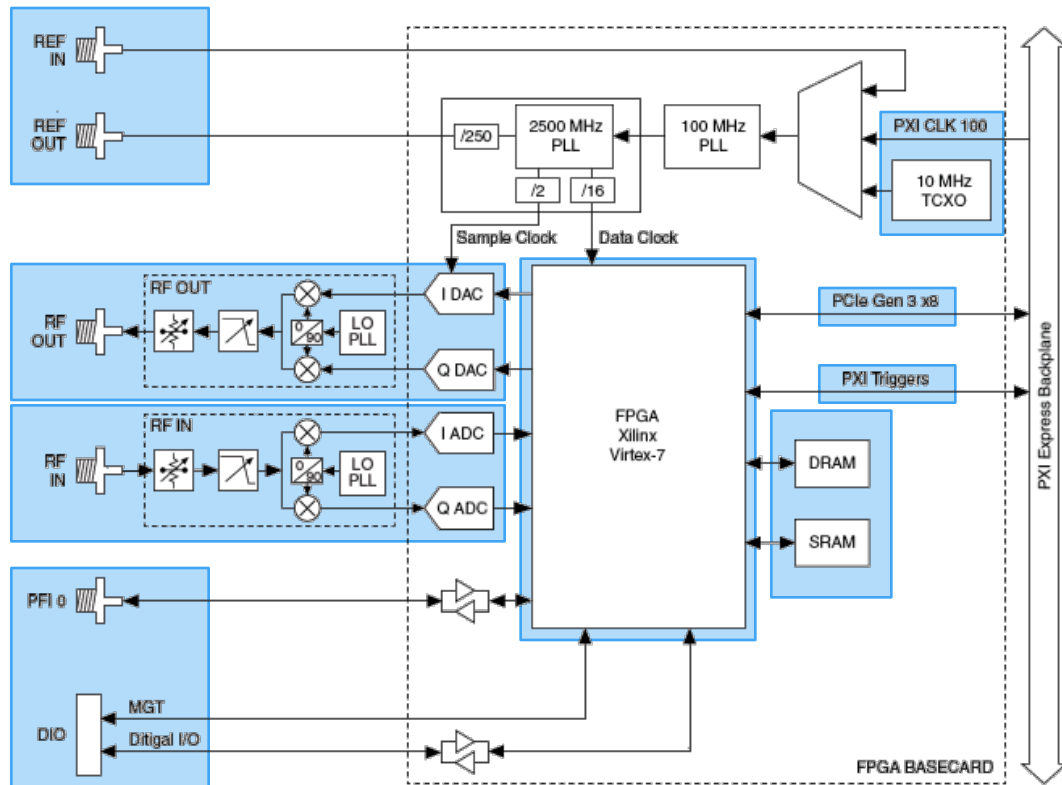 REF
IN
REF
OUT
/250
2500 MHz
PLL
100 MHz
PLL
PXI CLK 100
10 MHz
TCXO
/2
/16
Sample Clock
Data Clock
RF OUT
RF
OUT
0
90
LO
PLL
I DAC
Q DAC
RF IN
RF
IN
0
90
LO
PLL
I ADC
Q ADC
FPGA
Xilinx
Virtex-7
PCIe Gen 3 x8
PXI Triggers
DRAM
SRAM
PXI Express Backplane
PFI 0
DIO
MGT
Ditigal I/O
FPGA BASECARD